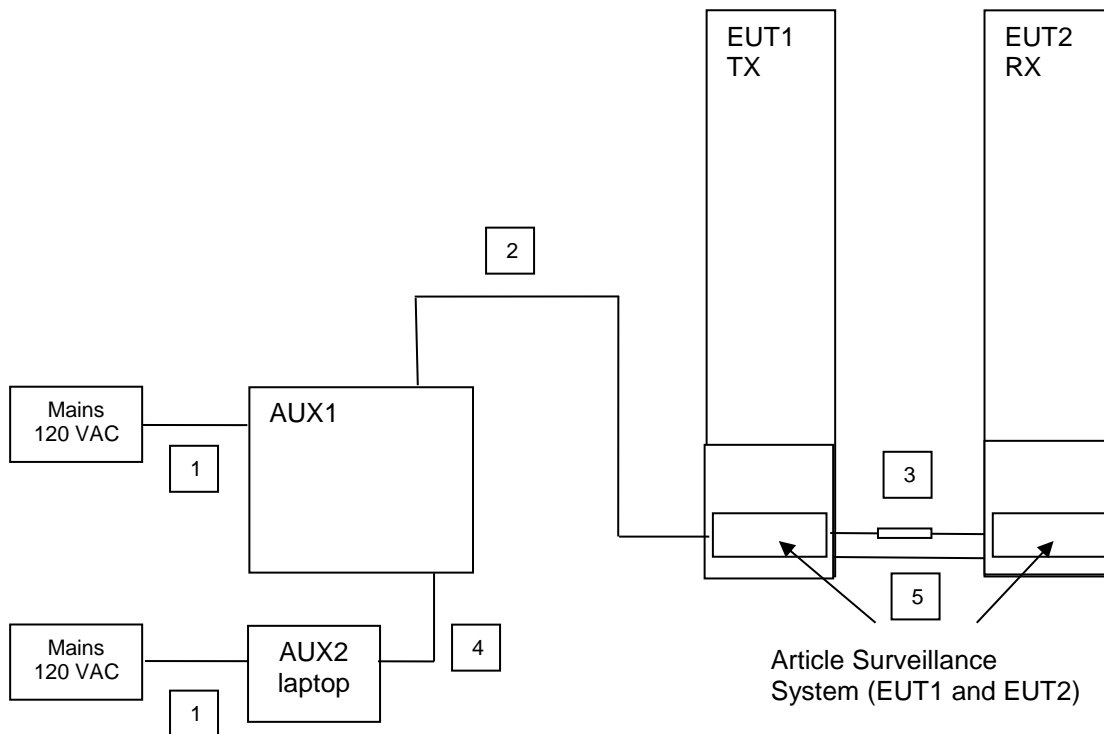 EUT1
TX
EUT2
RX
2
Mains
120 VAC
AUX1
1
3
5
Mains
120 VAC
AUX2
laptop
4
1
Article Surveillance
System (EUT1 and EUT2)